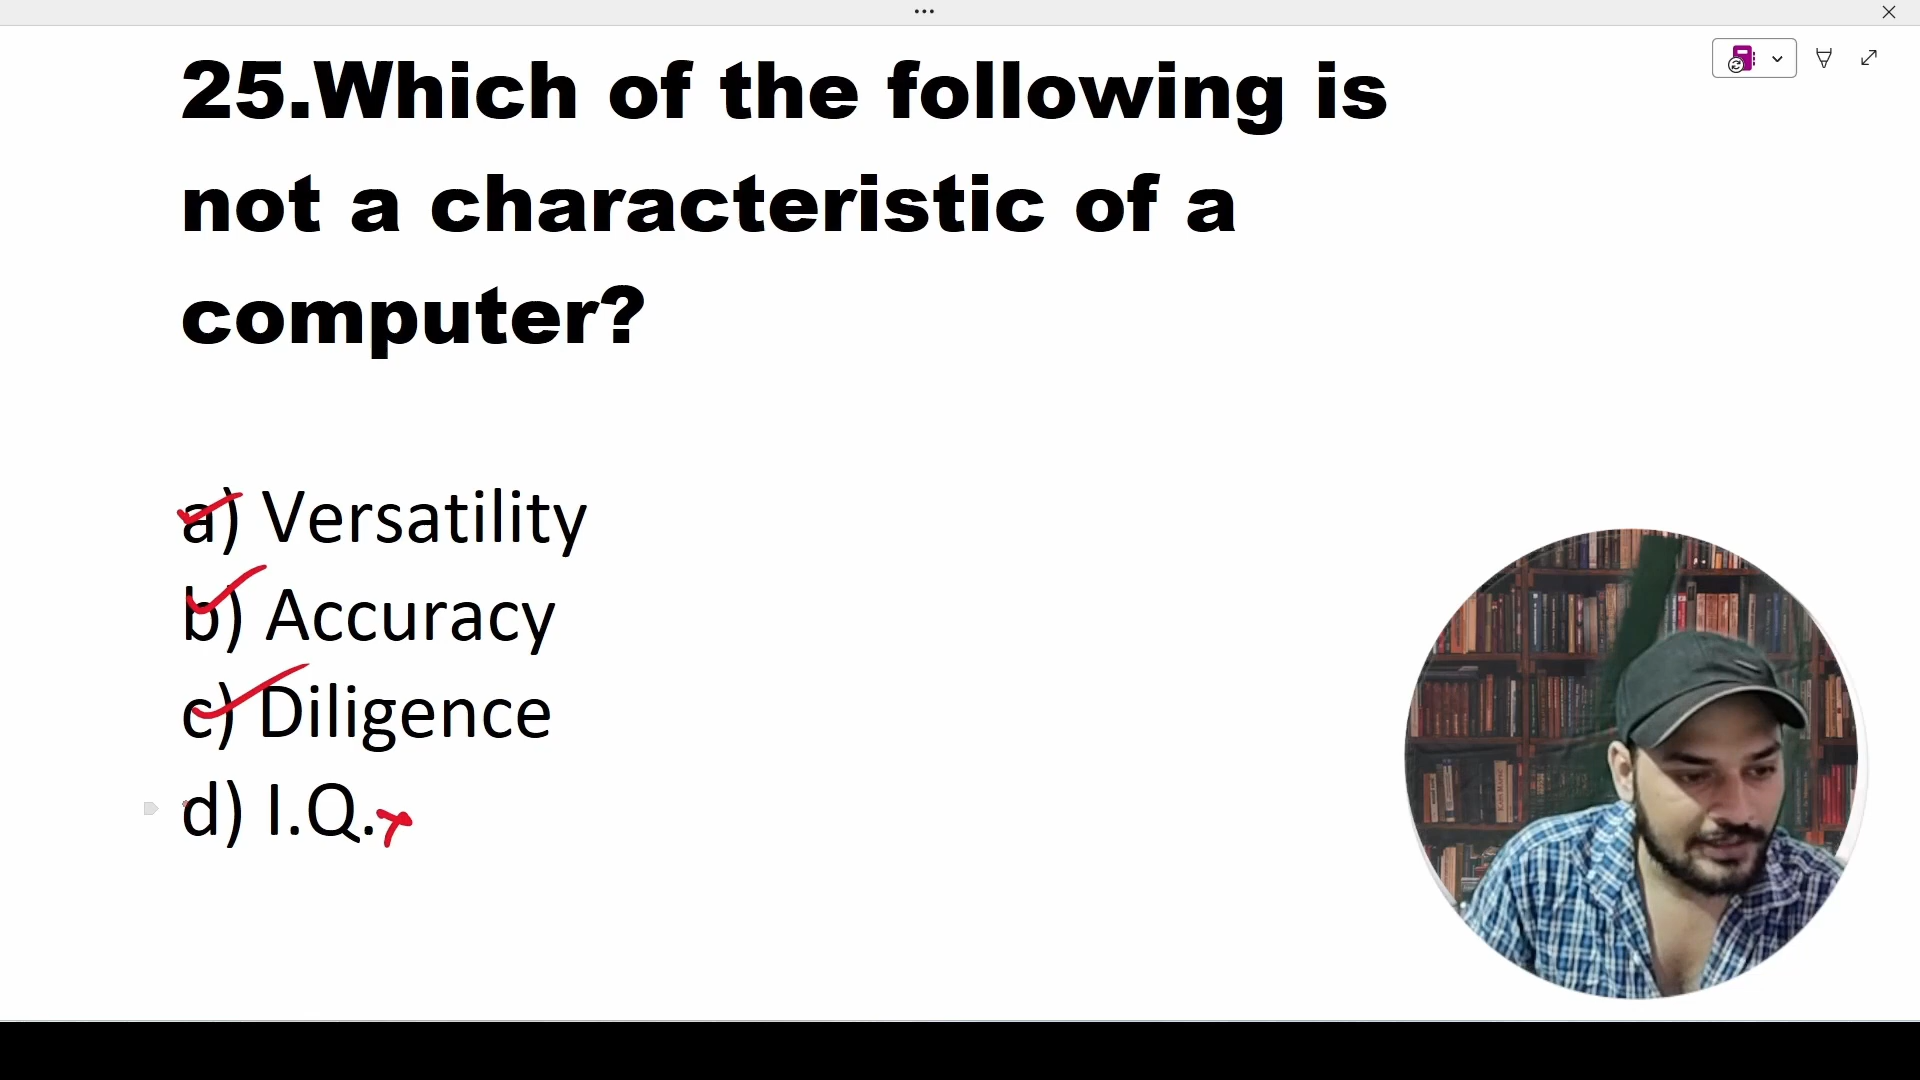 25.Which of the following is
not a characteristic of a
computer?
a) Versatility
b) Accuracy
c) Diligence
d) I.Q.